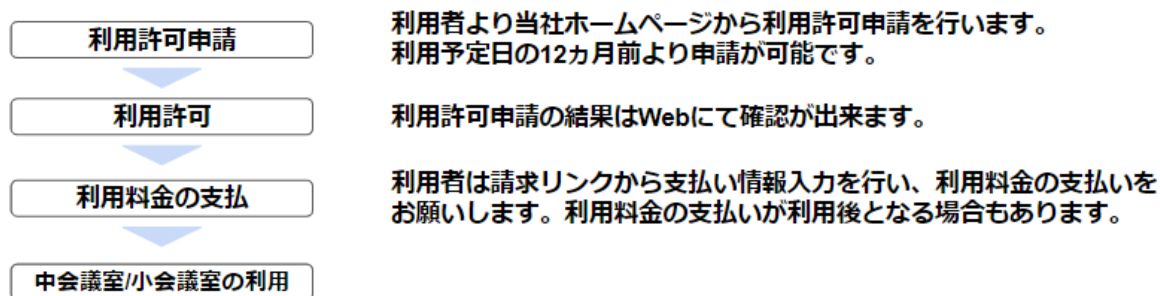 利用許可申請
利用者より当社ホームページから利用許可申請を行います。
利用予定日の12ヵ月前より申請が可能です。
利用許可
利用許可申請の結果はWebにて確認が出来ます。
利用料金の支払
利用者は請求リンクから支払い情報入力を行い、利用料金の支払いを
お願いします。利用料金の支払いが利用後となる場合もあります。
中会議室/小会議室の利用